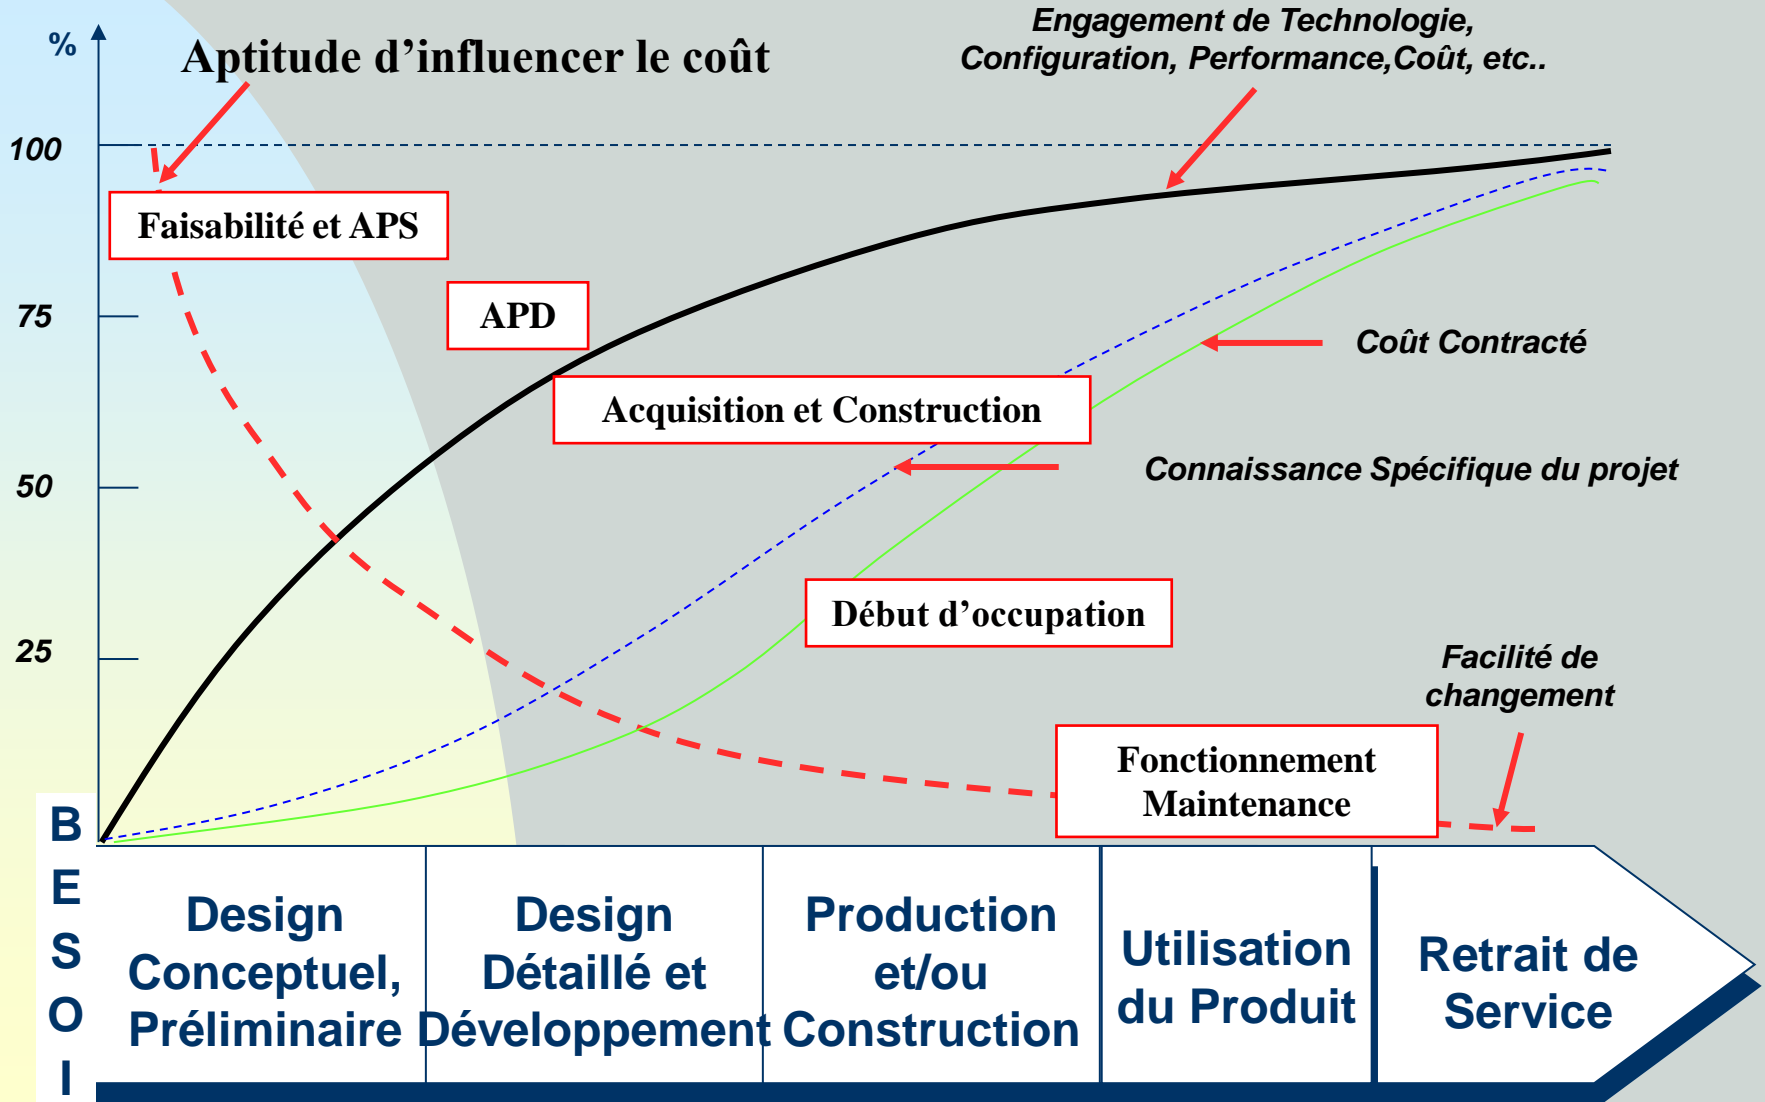 Engagement de Technologie,
Configuration, Performance,Coût, etc..
%
Aptitude d’influencer le coût
100
Faisabilité et APS
75
APD
Coût Contracté
Acquisition et Construction
50
Connaissance Spécifique du projet
Début d’occupation
25
Facilité de
changement
Fonctionnement
Maintenance
B
E
S
O
I
Design
Conceptuel,
Préliminaire
Design
Détaillé et
Développement
Production
et/ou
Construction
Utilisation
du Produit
Retrait de
Service